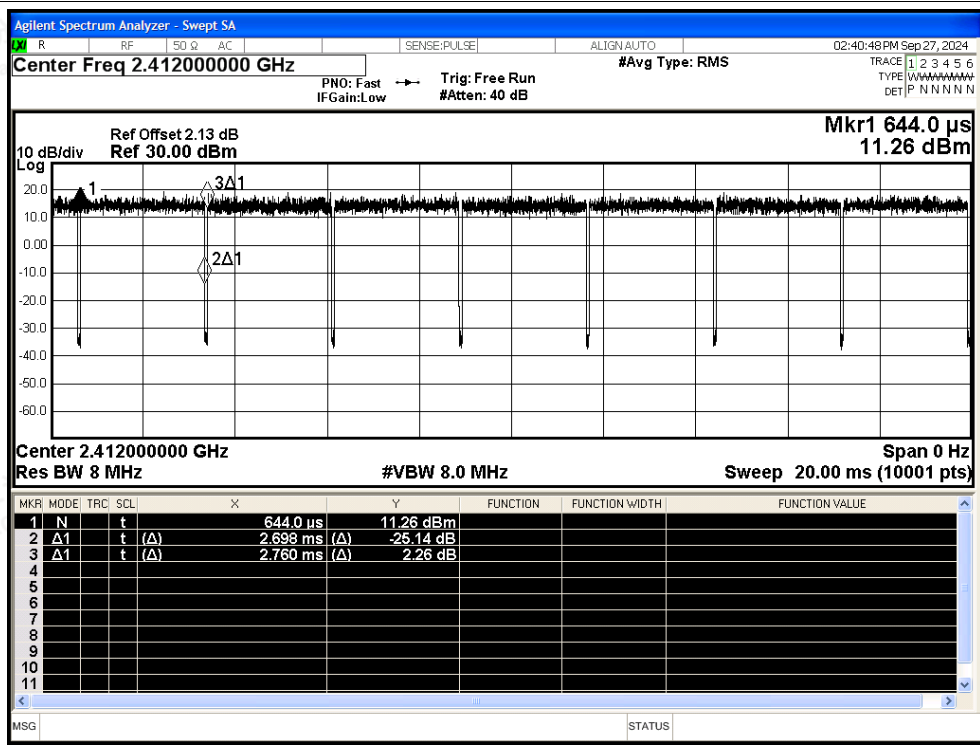 Agilent Spectrum Analyzer - Swept SA
LXI R RF 50 Ω AC SENSE:PULSE ALIGN AUTO 02:40:48 PM Sep 27, 2024
Center Freq 2.412000000 GHz #Avg Type: RMS TRACE 1 2 3 4 5 6
PNO: Fast Trig: Free Run TYPE WWWWWW
IFGain:Low #Atten: 40 dB DET P N N N N N
Mkr1 644.0 µs
Ref Offset 2.13 dB
10 dB/div Ref 30.00 dBm 11.26 dBm
Log
20.0
1
3Δ1
10.0
0.00
2Δ1
-10.0
-20.0
-30.0
-40.0
-50.0
-60.0
Center 2.412000000 GHz Span 0 Hz
Res BW 8 MHz #VBW 8.0 MHz Sweep 20.00 ms (10001 pts)
MKR MODE TRC SCL X Y FUNCTION FUNCTION WIDTH FUNCTION VALUE
1 N t 644.0 µs 11.26 dBm
2 Δ1 t (Δ) 2.698 ms (Δ) -25.14 dB
3 Δ1 t (Δ) 2.760 ms (Δ) 2.26 dB
4
5
6
7
8
9
10
11
MSG STATUS